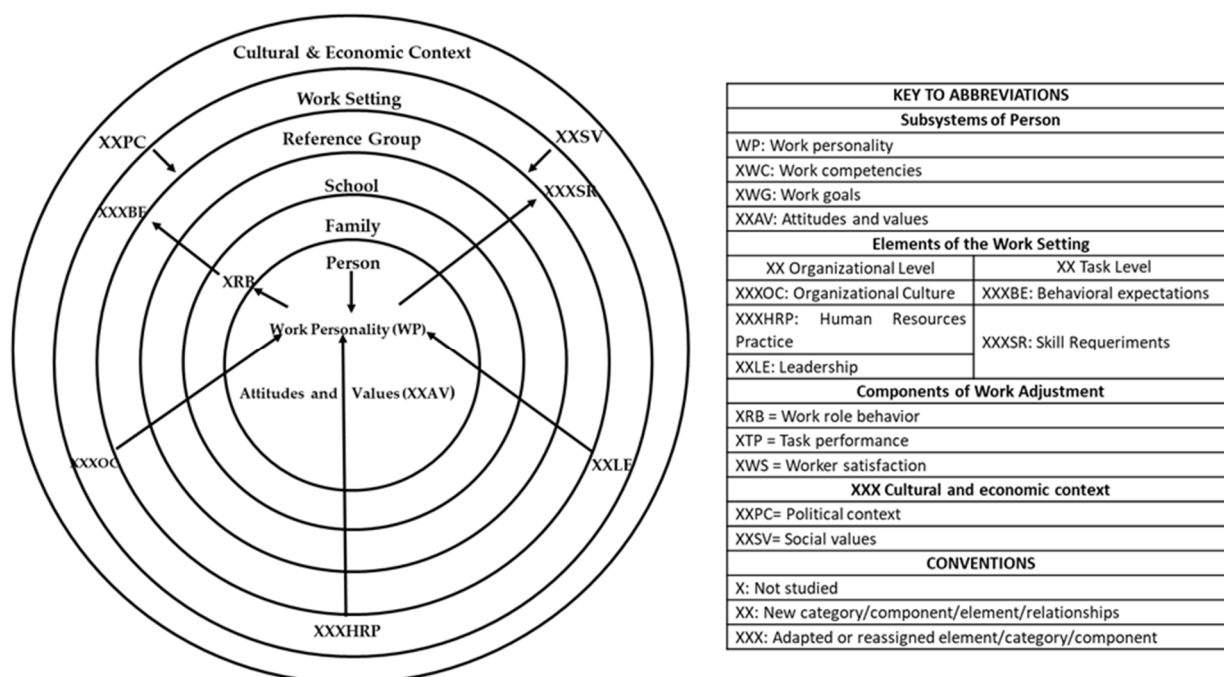 Cultural & Economic Context
Work Setting
XXPC
XXSV
Reference Group
School
XXXSR
XXXBE
Family
Person
XRB
Work Personality (WP)
Attitudes and Values (XXAV)
XXXOC
XXLE
XXXHRP
KEY TO ABBREVIATIONS
Subsystems of Person
WP: Work personality
XWC: Work competencies
XWG: Work goals
XXAV: Attitudes and values
Elements of the Work Setting
XX Organizational Level
XX Task Level
XXXOC: Organizational Culture
XXXBE: Behavioral expectations
XXXHRP: Human Resources
Practice
XXXSR: Skill Requeriments
XXLE: Leadership
Components of Work Adjustment
XRB = Work role behavior
XTP = Task performance
XWS = Worker satisfaction
XXX Cultural and economic context
XXPC= Political context
XXSV= Social values
CONVENTIONS
X: Not studied
XX: New category/component/element/relationships
XXX: Adapted or reassigned element/category/component